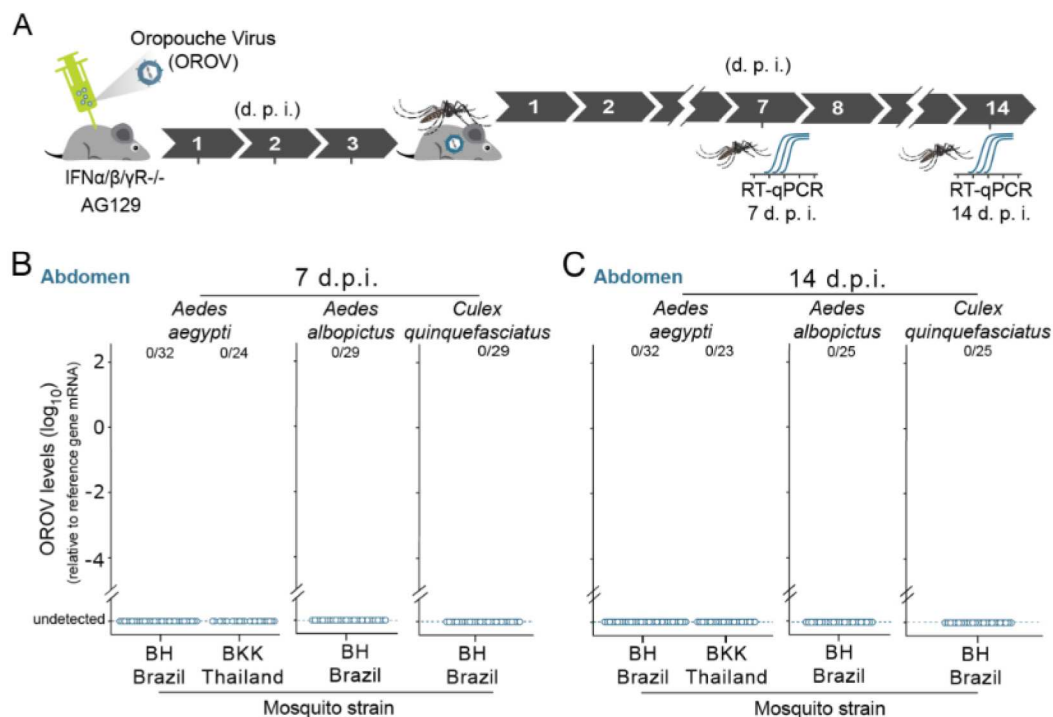 A
Oropouche Virus
(OROV)
(d. p. i.)
1 2 3
IFNα/β/γR-/-
AG129
(d. p. i.)
1 2 7 8 14
RT-qPCR
7 d. p. i.
RT-qPCR
14 d. p. i.
B Abdomen 7 d.p.i.
Aedes aegypti
Aedes albopictus
Culex quinquefasciatus
0/32 0/24 0/29 0/29
OROV levels (log10)
(relative to reference gene mRNA)
2
0
-2
-4
undetected
BH Brazil
BKK Thailand
BH Brazil
BH Brazil
Mosquito strain
C Abdomen 14 d.p.i.
Aedes aegypti
Aedes albopictus
Culex quinquefasciatus
0/32 0/23 0/25 0/25
BH Brazil
BKK Thailand
BH Brazil
BH Brazil
Mosquito strain